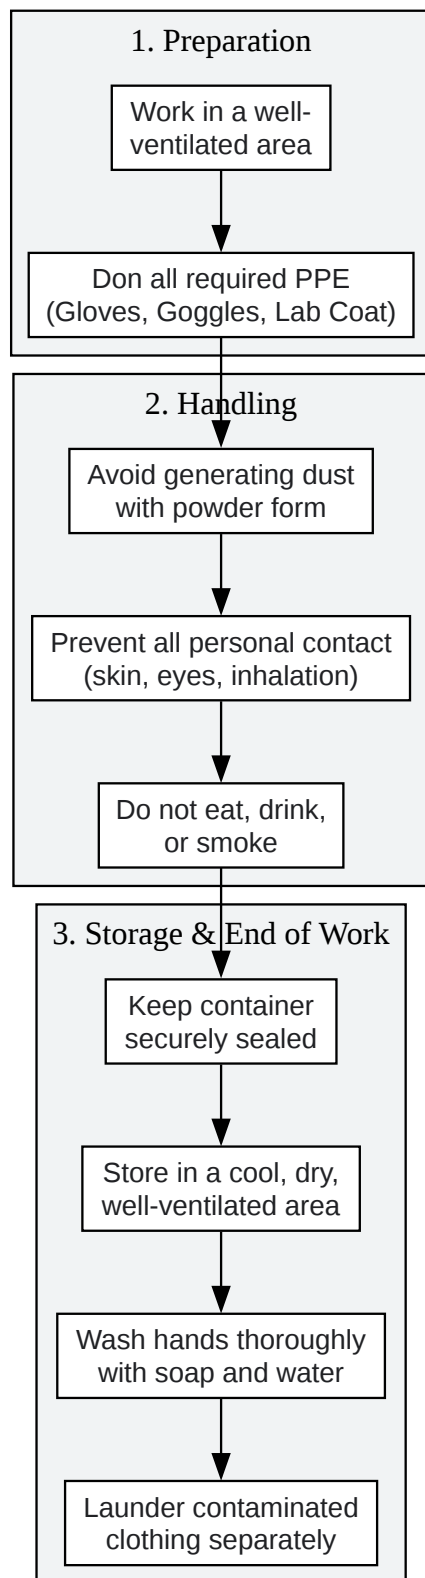 1. Preparation
Work in a well-
ventilated area
Don all required PPE
(Gloves, Goggles, Lab Coat)
2. Handling
Avoid generating dust
with powder form
Prevent all personal contact
(skin, eyes, inhalation)
Do not eat, drink,
or smoke
3. Storage & End of Work
Keep container
securely sealed
Store in a cool, dry,
well-ventilated area
Wash hands thoroughly
with soap and water
Launder contaminated
clothing separately